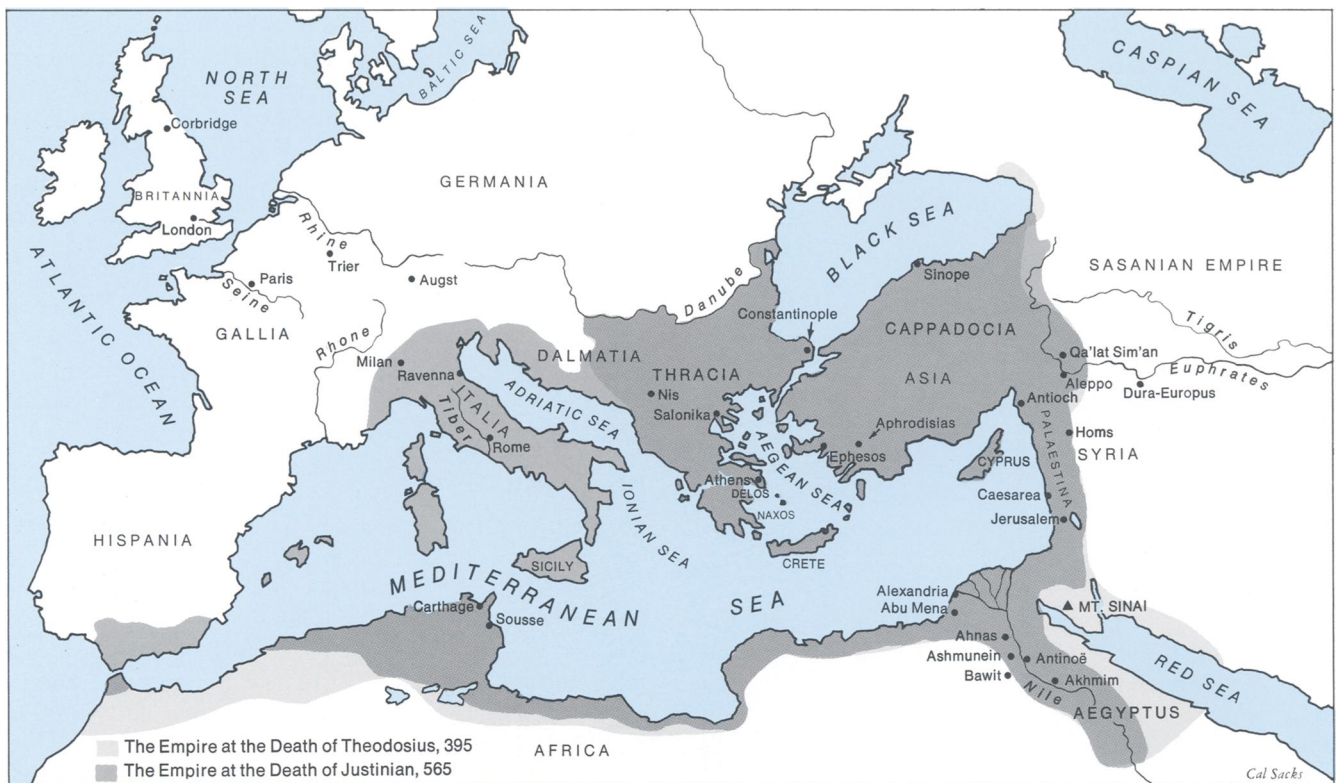 NORTH
SEA
BALTIC SEA
CASPIAN SEA
Corbridge
BRITANNIA
London
GERMANIA
Rhine
Trier
Augst
Paris
Seine
GALLIA
Rhone
ATLANTIC OCEAN
BLACK SEA
Sinope
SASANIAN EMPIRE
Tigris
Danube
Constantinople
CAPPADOCIA
Qa'lat Sim'an
Euphrates
Aleppo
Dura-Europus
Milan
Ravenna
DALMATIA
THRACIA
ASIA
Nis
Salonika
ADRIATIC SEA
ITALIA
Tiber
Rome
Antioch
Aphrodisias
Ephesos
AEGEAN SEA
PALAESTINA
Homs
SYRIA
CYPRUS
Athens
DELOS
NAXOS
IONIAN SEA
Caesarea
Jerusalem
HISPANIA
SICILY
CRETE
MEDITERRANEAN
SEA
Carthage
Sousse
Alexandria
Abu Mena
MT. SINAI
Ahnas
Ashmunein
Antinoë
Bawit
Akhmim
Nile
AEGYPTUS
RED SEA
AFRICA
The Empire at the Death of Theodosius, 395
The Empire at the Death of Justinian, 565
Cal Sacks